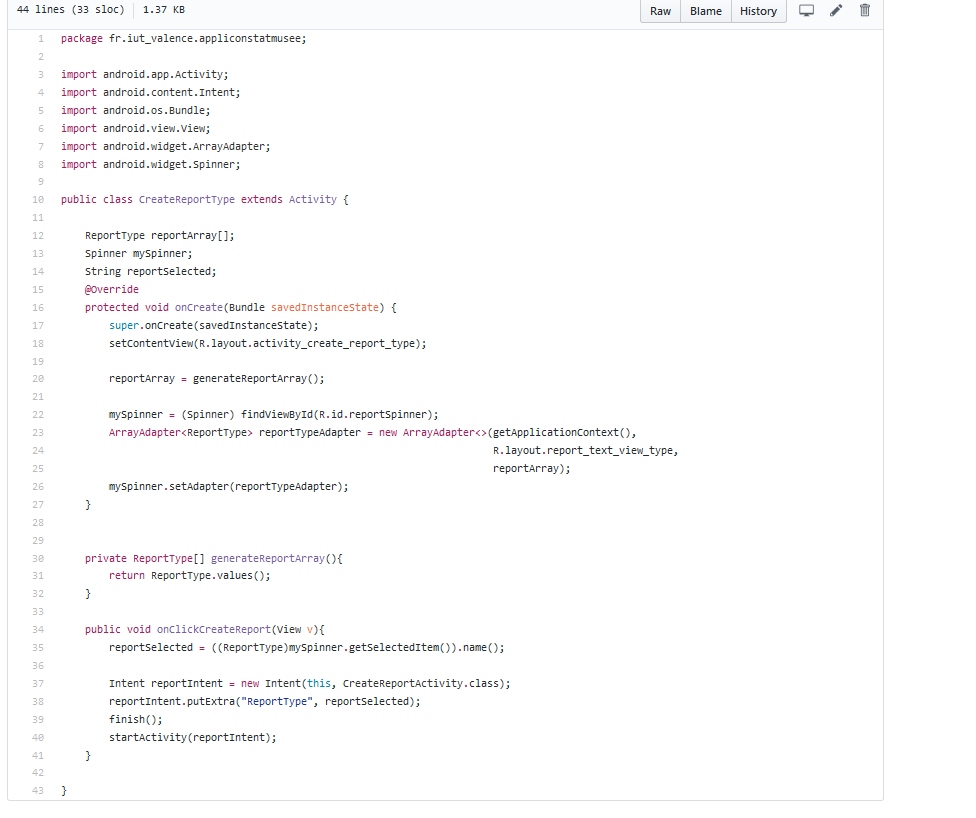 44 lines (33 sloc) 1.37 KB Raw Blame History
1 package fr.iut_valence.appliconstatmusee;
2
3 import android.app.Activity;
4 import android.content.Intent;
5 import android.os.Bundle;
6 import android.view.View;
7 import android.widget.ArrayAdapter;
8 import android.widget.Spinner;
9
10 public class CreateReportType extends Activity {
11
12     ReportType reportArray[];
13     Spinner mySpinner;
14     String reportSelected;
15     @Override
16     protected void onCreate(Bundle savedInstanceState) {
17         super.onCreate(savedInstanceState);
18         setContentView(R.layout.activity_create_report_type);
19
20         reportArray = generateReportArray();
21
22         mySpinner = (Spinner) findViewById(R.id.reportSpinner);
23         ArrayAdapter<ReportType> reportTypeAdapter = new ArrayAdapter<>(getApplicationContext(),
24                                                                         R.layout.report_text_view_type,
25                                                                         reportArray);
26         mySpinner.setAdapter(reportTypeAdapter);
27     }
28
29
30     private ReportType[] generateReportArray(){
31         return ReportType.values();
32     }
33
34     public void onClickCreateReport(View v){
35         reportSelected = ((ReportType)mySpinner.getSelectedItem()).name();
36
37         Intent reportIntent = new Intent(this, CreateReportActivity.class);
38         reportIntent.putExtra("ReportType", reportSelected);
39         finish();
40         startActivity(reportIntent);
41     }
42
43 }